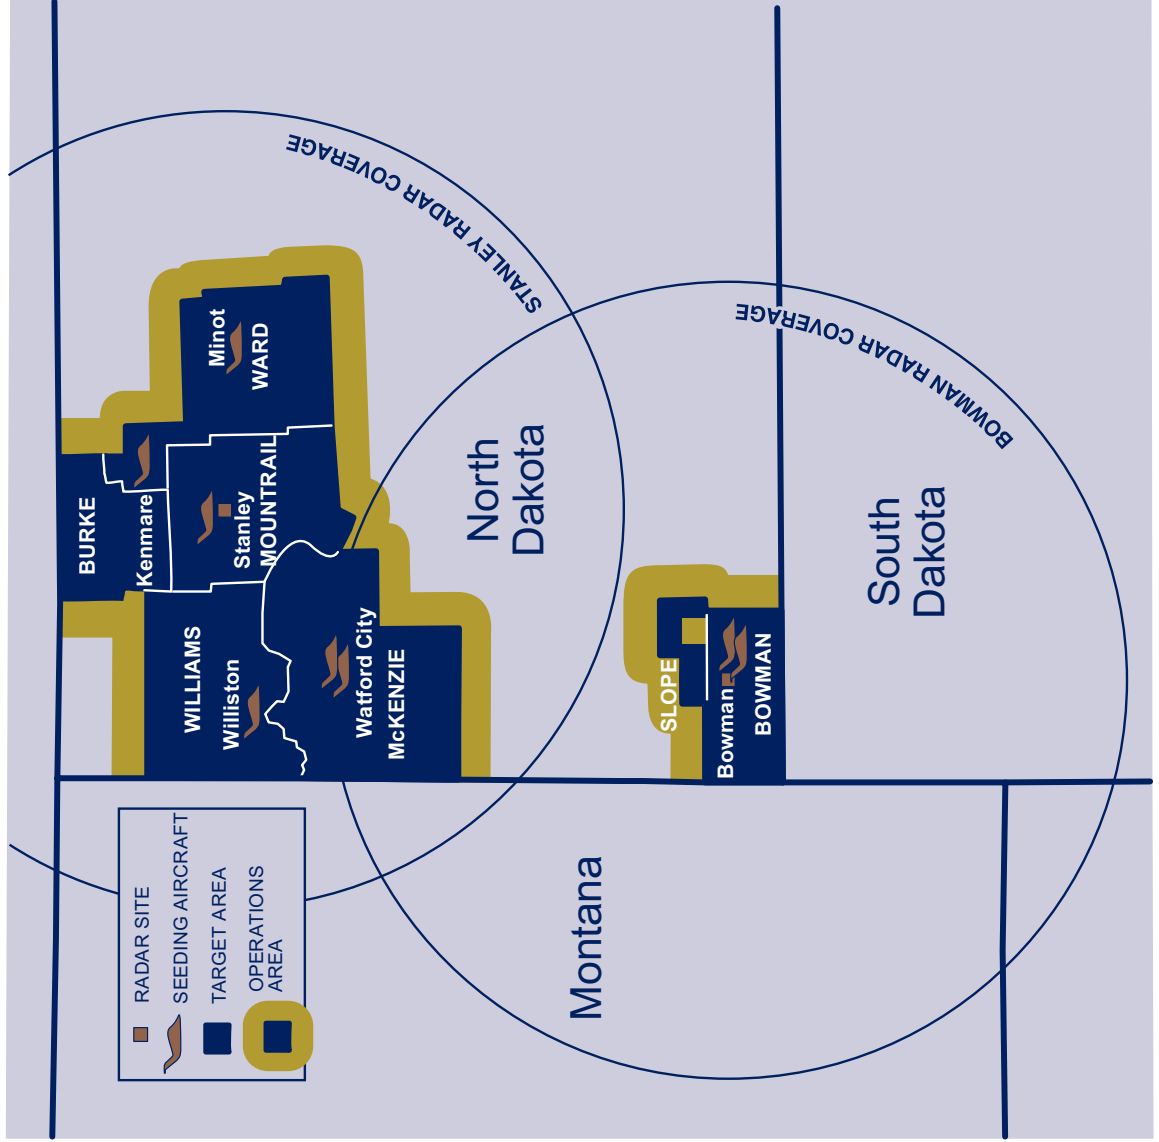 BURKE
Kenmare
Minot
WARD
Stanley
MOUNTRAIL
WILLIAMS
Williston
Watford City
McKENZIE
STANLEY RADAR COVERAGE
North
Dakota
SLOPE
Bowman
BOWMAN
BOWMAN RADAR COVERAGE
South
Dakota
Montana
RADAR SITE
SEEDING AIRCRAFT
TARGET AREA
OPERATIONS
AREA